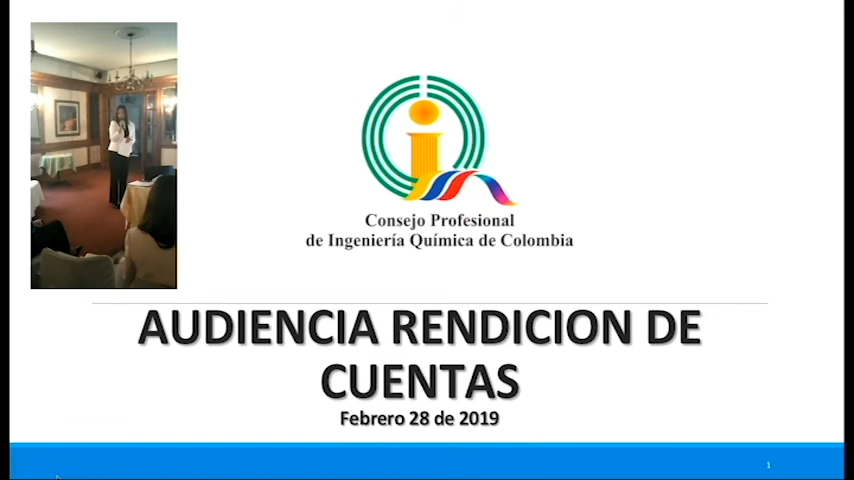 Consejo Profesional
de Ingeniería Química de Colombia
AUDIENCIA RENDICION DE
CUENTAS
Febrero 28 de 2019
1